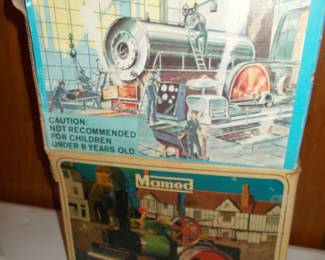 CAUTION:
NOT RECOMMENDED
FOR CHILDREN
UNDER 8 YEARS OLD.
Mamod